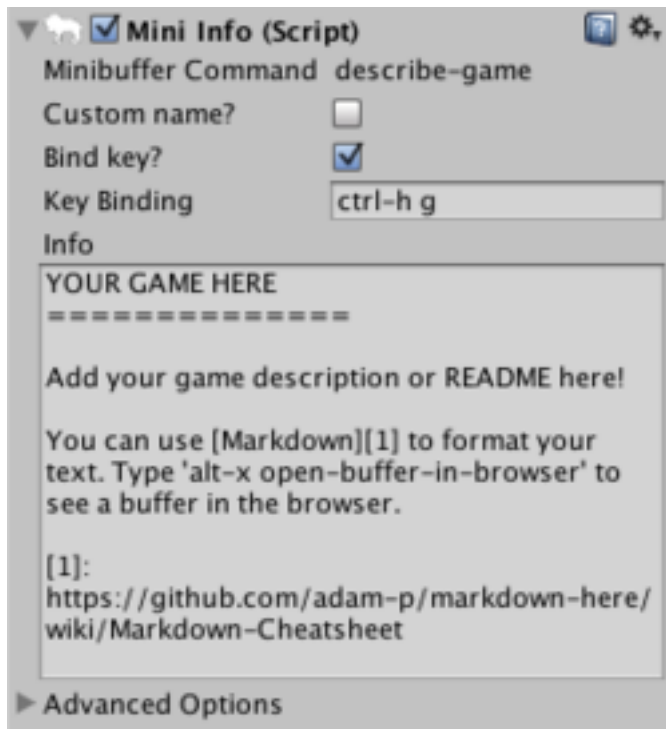 Mini Info (Script)
Minibuffer Command describe-game
Custom name?
Bind key?
Key Binding ctrl-h g
Info
YOUR GAME HERE
==============
Add your game description or README here!
You can use [Markdown][1] to format your
text. Type 'alt-x open-buffer-in-browser' to
see a buffer in the browser.
[1]:
https://github.com/adam-p/markdown-here/
wiki/Markdown-Cheatsheet
Advanced Options